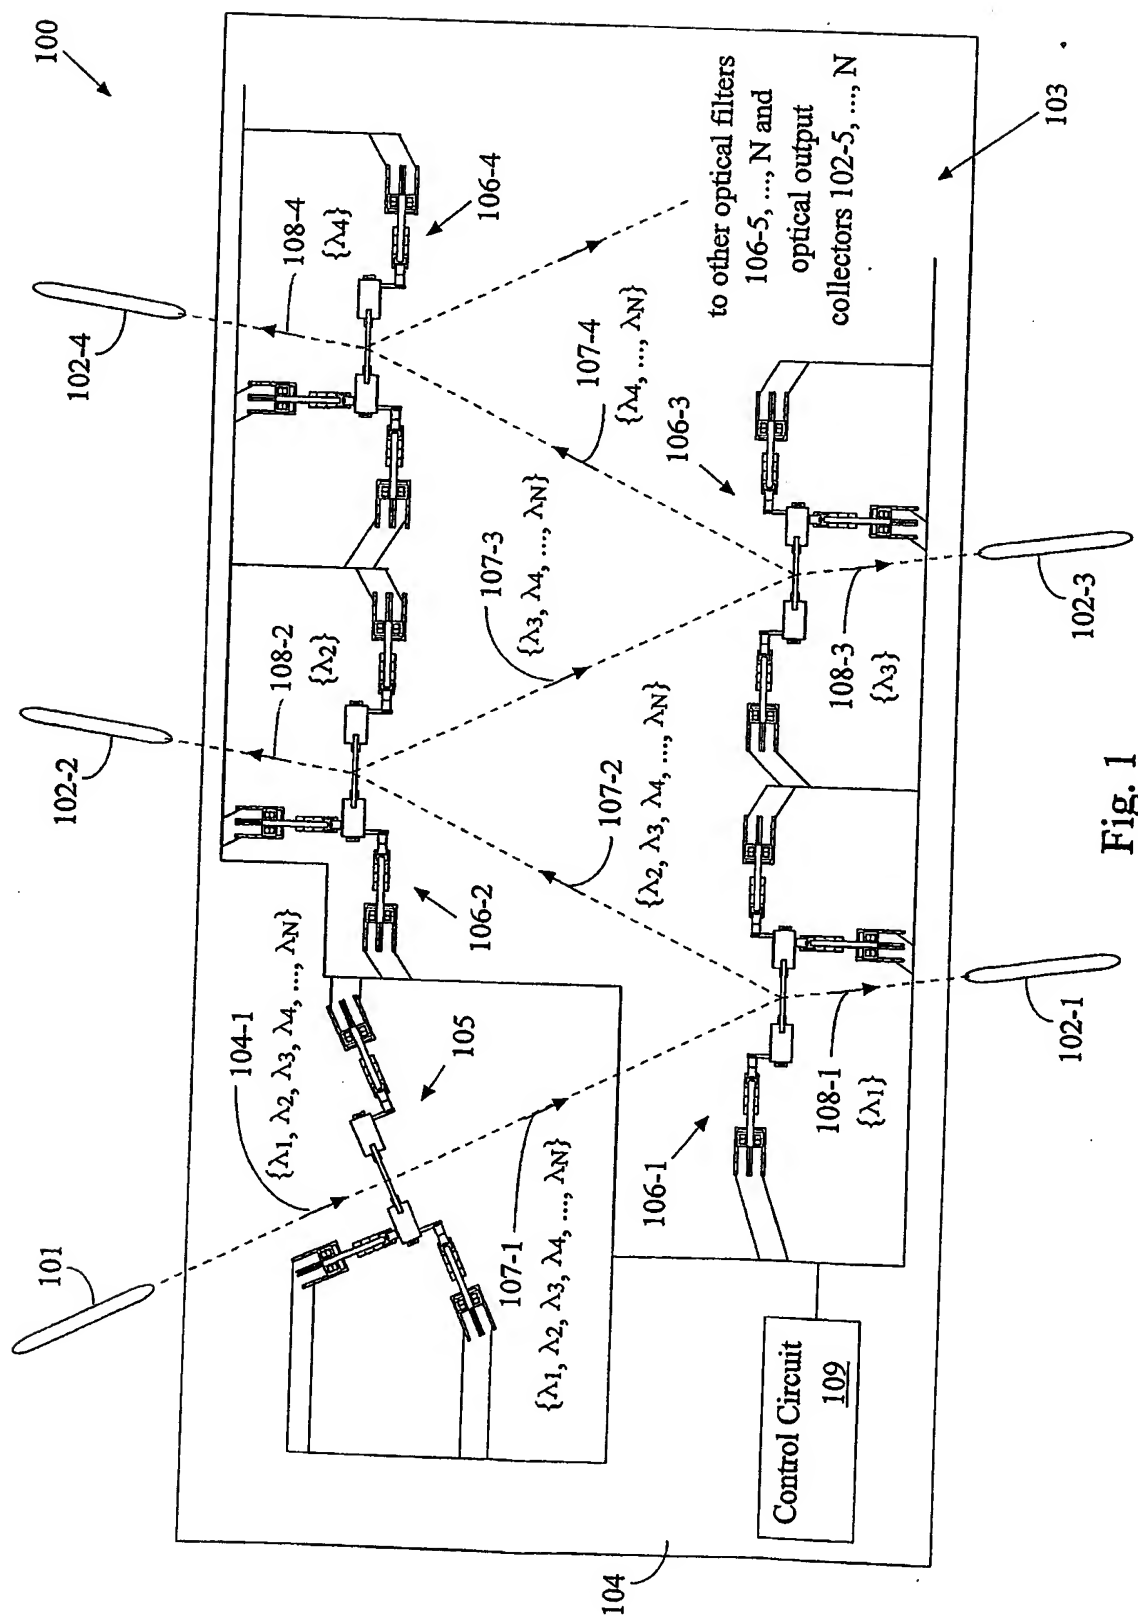 100
101
102-2
102-4
104-1
{λ1, λ2, λ3, λ4, ..., λN}
108-2
{λ2}
108-4
{λ4}
105
106-2
106-4
107-1
{λ1, λ2, λ3, λ4, ..., λN}
107-3
{λ3, λ4, ..., λN}
104
107-2
{λ2, λ3, λ4, ..., λN}
107-4
{λ4, ..., λN}
106-1
106-3
to other optical filters
106-5, ..., N and
optical output
collectors 102-5, ..., N
Control Circuit
109
108-1
{λ1}
108-3
{λ3}
102-1
102-3
103
Fig. 1